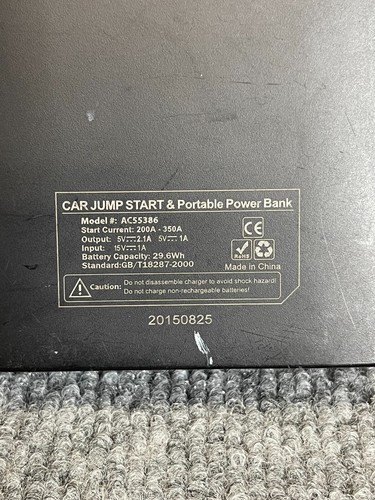 CAR JUMP START & Portable Power Bank
Model #: AC55386
Start Current: 200A - 350A
Output: 5V⎓2.1A 5V⎓1A
Input: 15V⎓1A
Battery Capacity: 29.6Wh
Standard:GB/T18287-2000
CE
RoHS
Made in China
Caution: Do not disassemble charger to avoid shock hazard!
Do not charge non-rechargeable batteries!
20150825